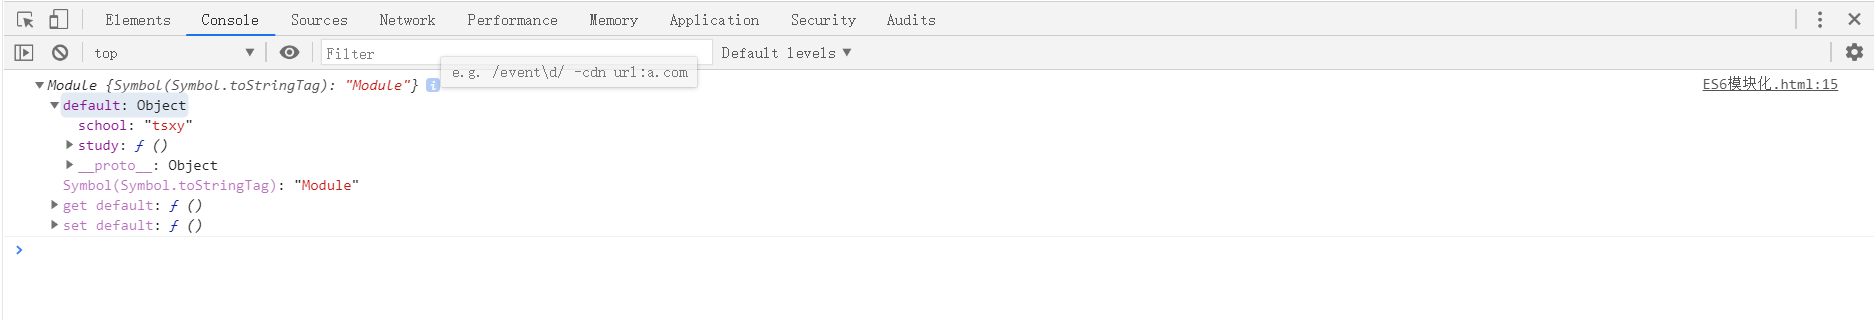 Elements Console Sources Network Performance Memory Application Security Audits
top Filter Default levels
e.g. /event\d/ -cdn url:a.com
Module {Symbol(Symbol.toStringTag): "Module"} i ES6模块化.html:15
default: Object
school: "tsxy"
study: ƒ ()
__proto__: Object
Symbol(Symbol.toStringTag): "Module"
get default: ƒ ()
set default: ƒ ()